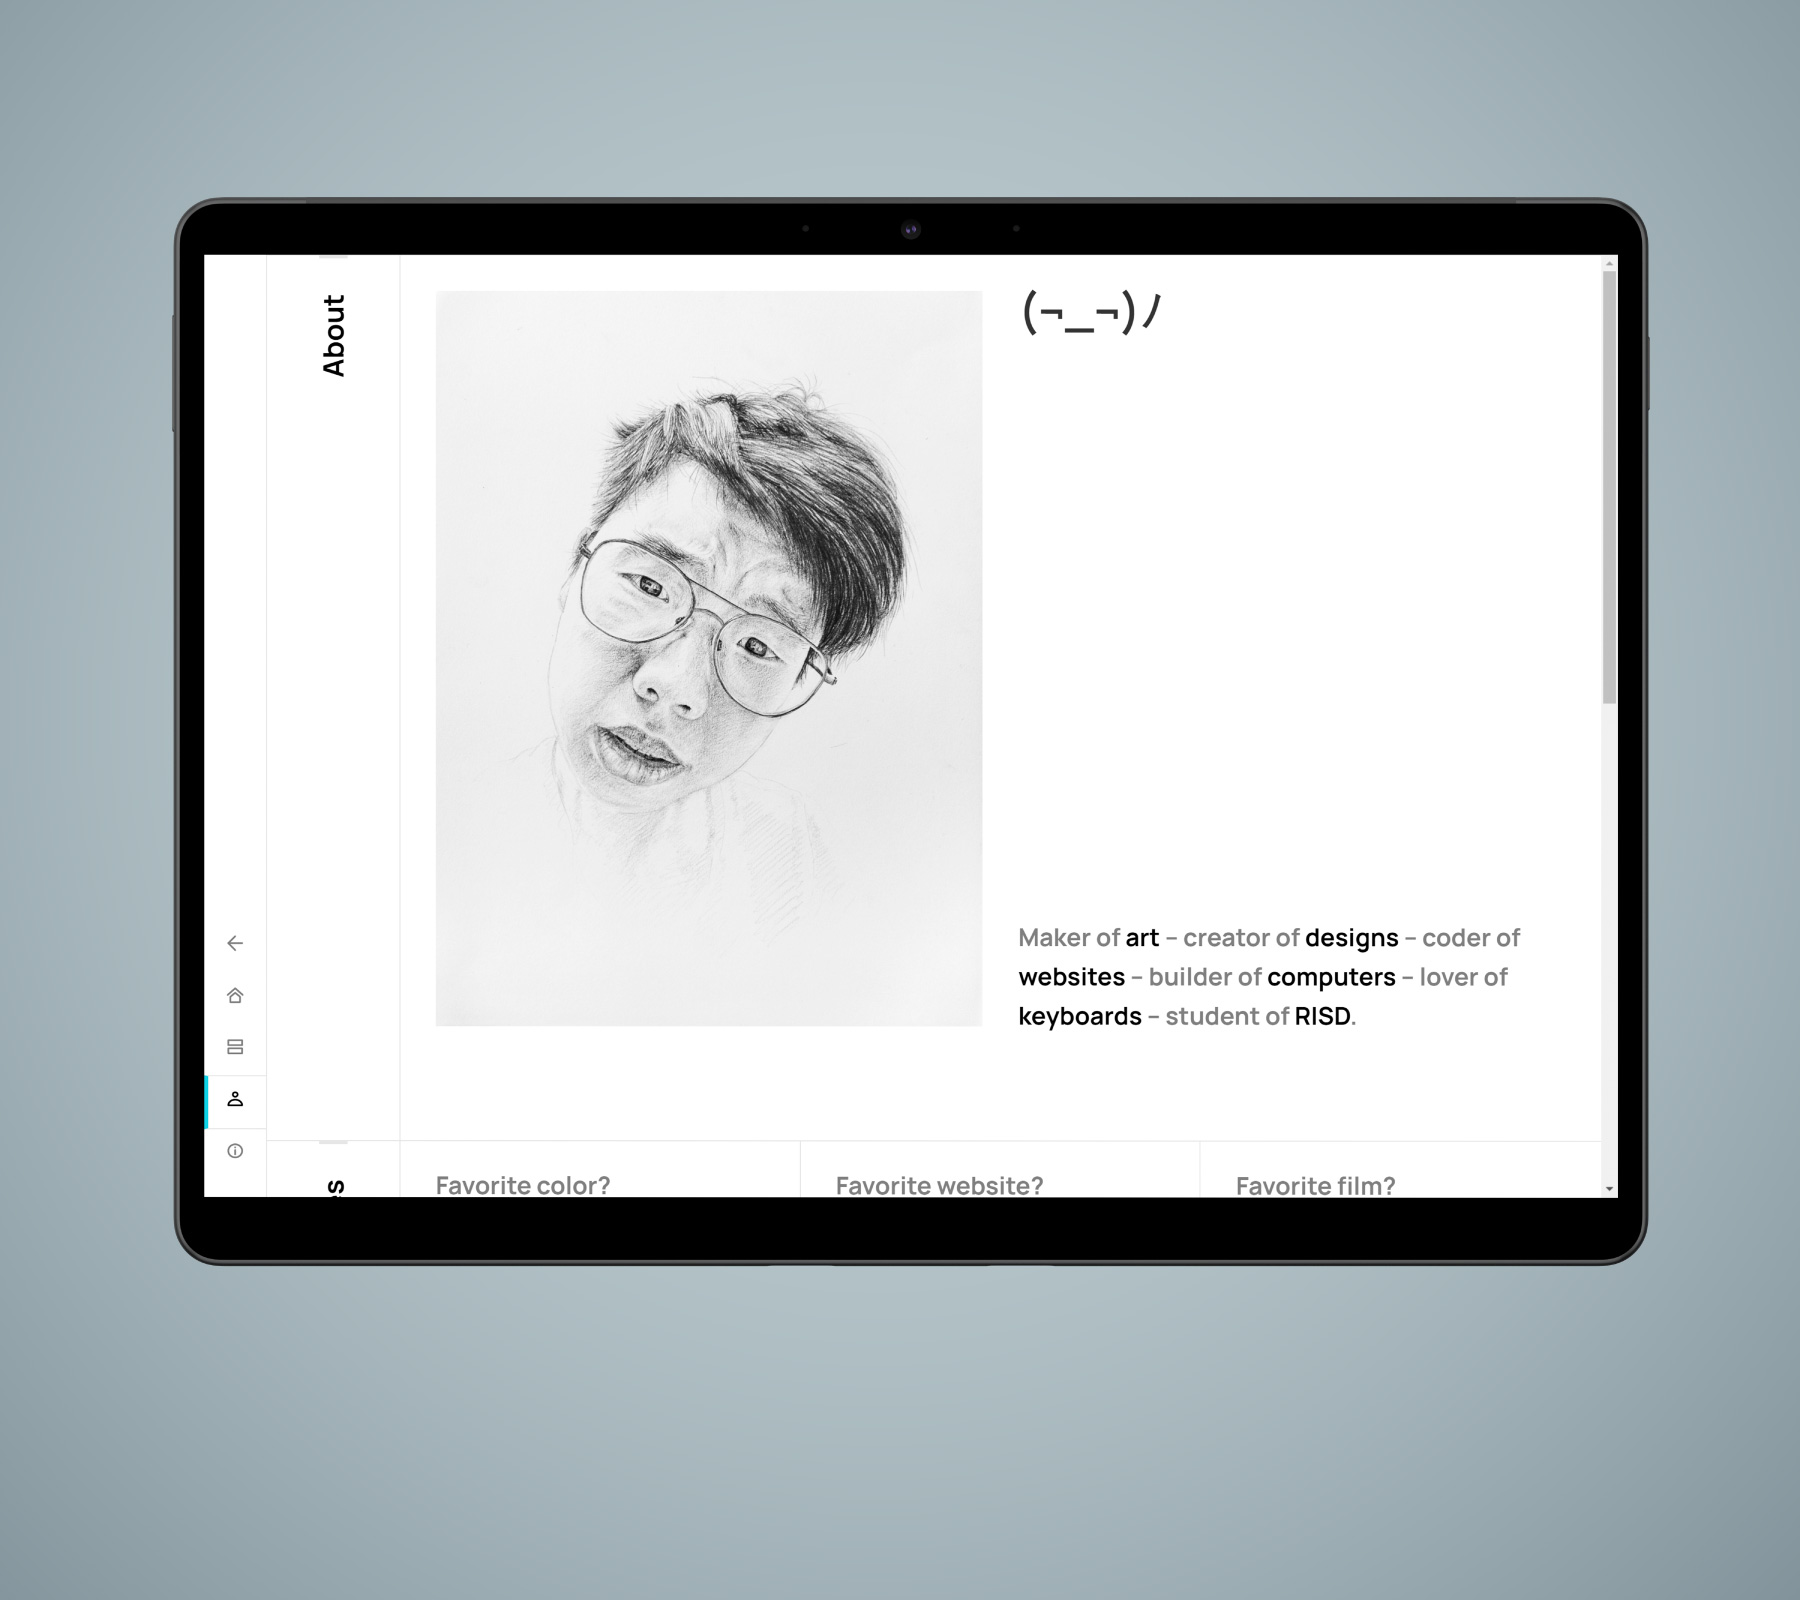 About
(¬_¬)ノ
Maker of art – creator of designs – coder of
websites – builder of computers – lover of
keyboards – student of RISD.
Favorite color?
Favorite website?
Favorite film?